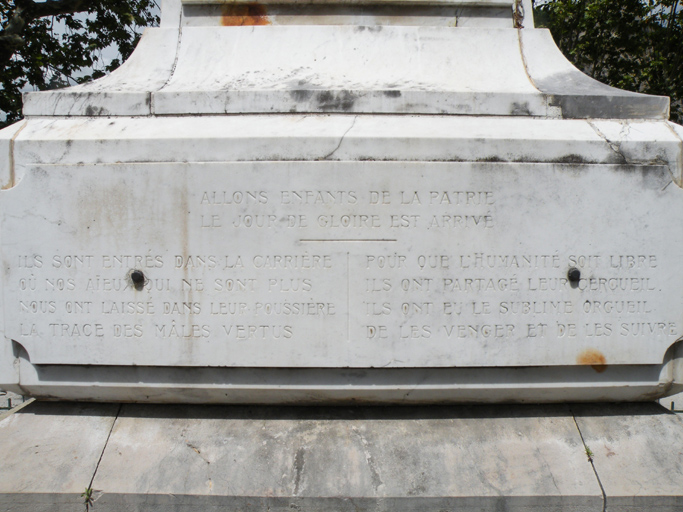 ALLONS ENFANTS DE LA PATRIE
LE JOUR DE GLOIRE EST ARRIVÉ
ILS SONT ENTRÉS DANS LA CARRIÈRE
OÙ NOS AÏEUX QUI NE SONT PLUS
NOUS ONT LAISSÉ DANS LEUR POUSSIÈRE
LA TRACE DES MÂLES VERTUS
POUR QUE L'HUMANITÉ SOIT LIBRE
ILS ONT PARTAGÉ LEUR CERCUEIL,
ILS ONT EU LE SUBLIME ORGUEIL
DE LES VENGER ET DE LES SUIVRE